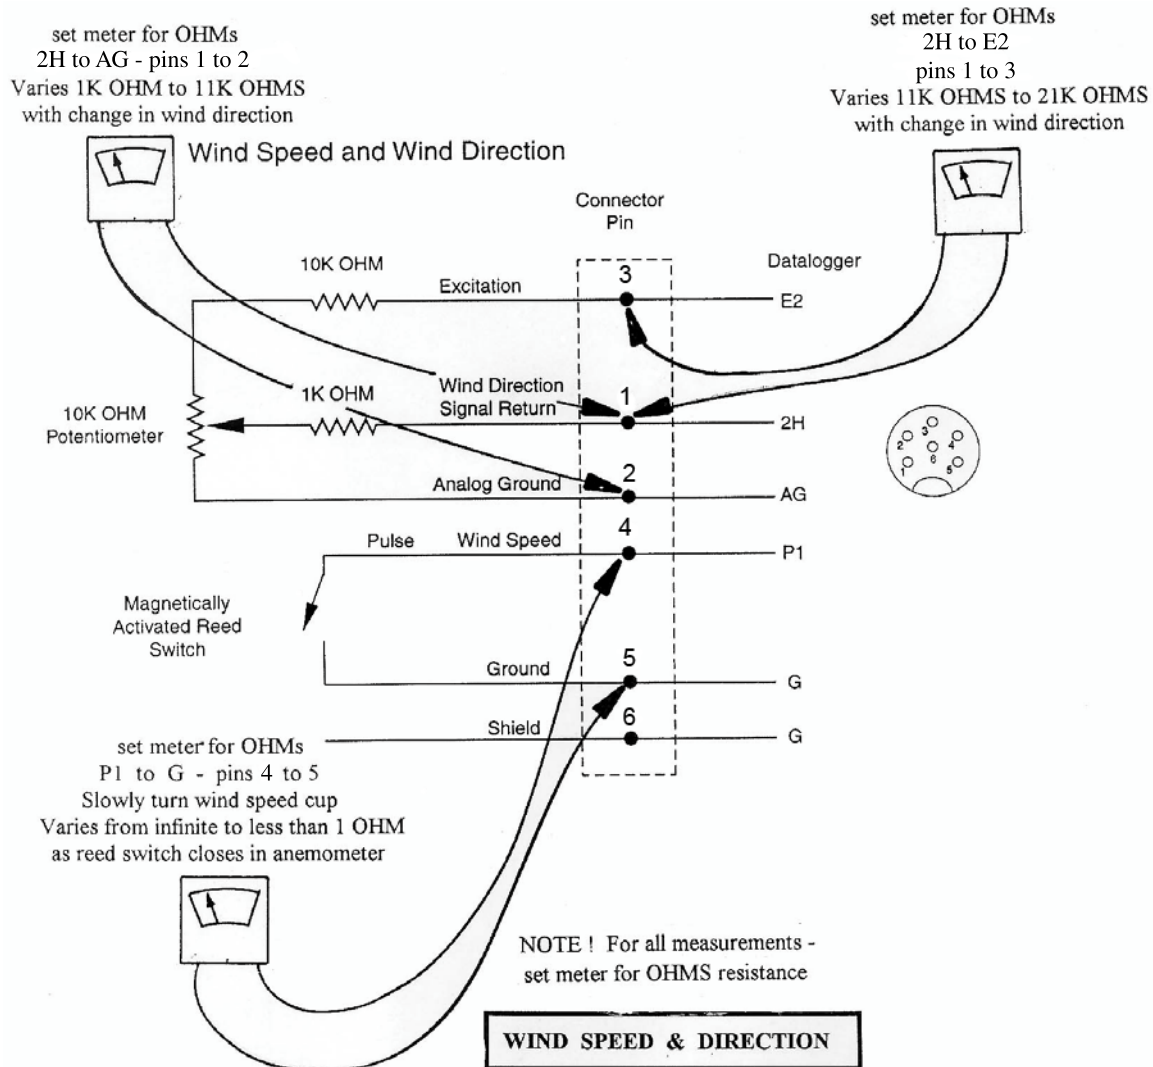 set meter for OHMs
2H to AG - pins 1 to 2
Varies 1K OHM to 11K OHMS
with change in wind direction
set meter for OHMs
2H to E2
pins 1 to 3
Varies 11K OHMS to 21K OHMS
with change in wind direction
Wind Speed and Wind Direction
Connector
Pin
Datalogger
10K OHM
Excitation
3
E2
1K OHM
Wind Direction
Signal Return
1
2H
10K OHM
Potentiometer
Analog Ground
2
AG
3
2
4
6
1
5
Pulse
Wind Speed
4
P1
Magnetically
Activated Reed
Switch
Ground
5
G
Shield
6
G
set meter for OHMs
P1 to G - pins 4 to 5
Slowly turn wind speed cup
Varies from infinite to less than 1 OHM
as reed switch closes in anemometer
NOTE ! For all measurements -
set meter for OHMS resistance
WIND SPEED & DIRECTION